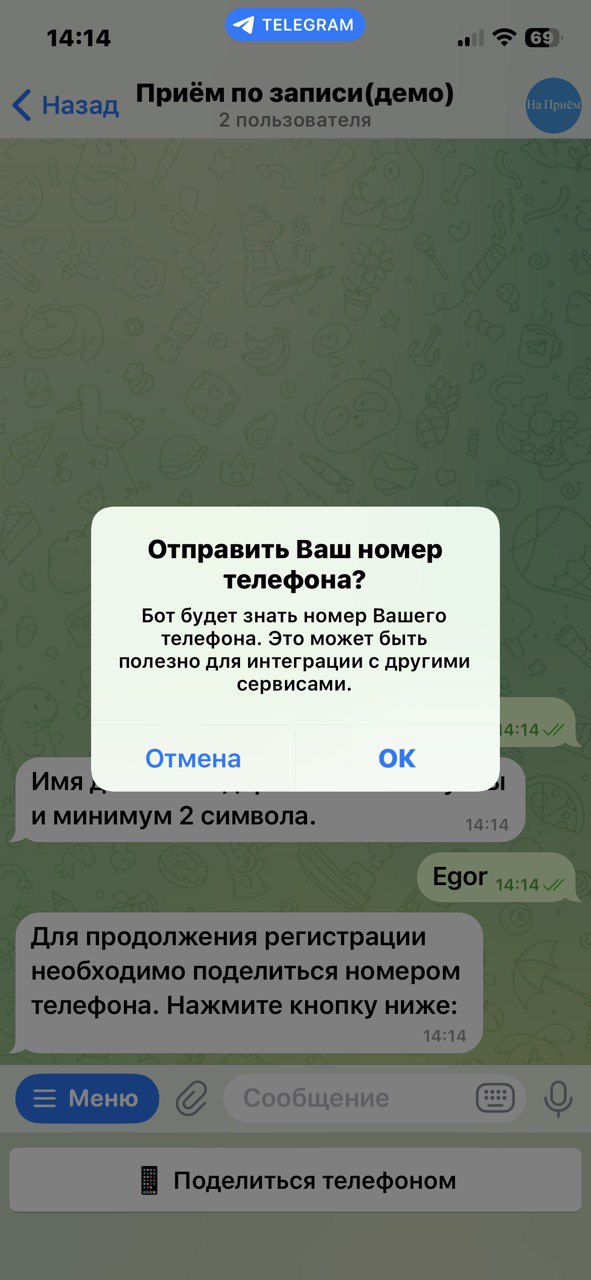 14:14
TELEGRAM
69
Назад
Приём по записи(демо)
2 пользователя
На Приём
Отправить Ваш номер
телефона?
Бот будет знать номер Вашего
телефона. Это может быть
полезно для интеграции с другими
сервисами.
Отмена
ОК
14:14
Имя
и минимум 2 символа.
14:14
Egor
14:14
Для продолжения регистрации
необходимо поделиться номером
телефона. Нажмите кнопку ниже:
14:14
Меню
Сообщение
Поделиться телефоном